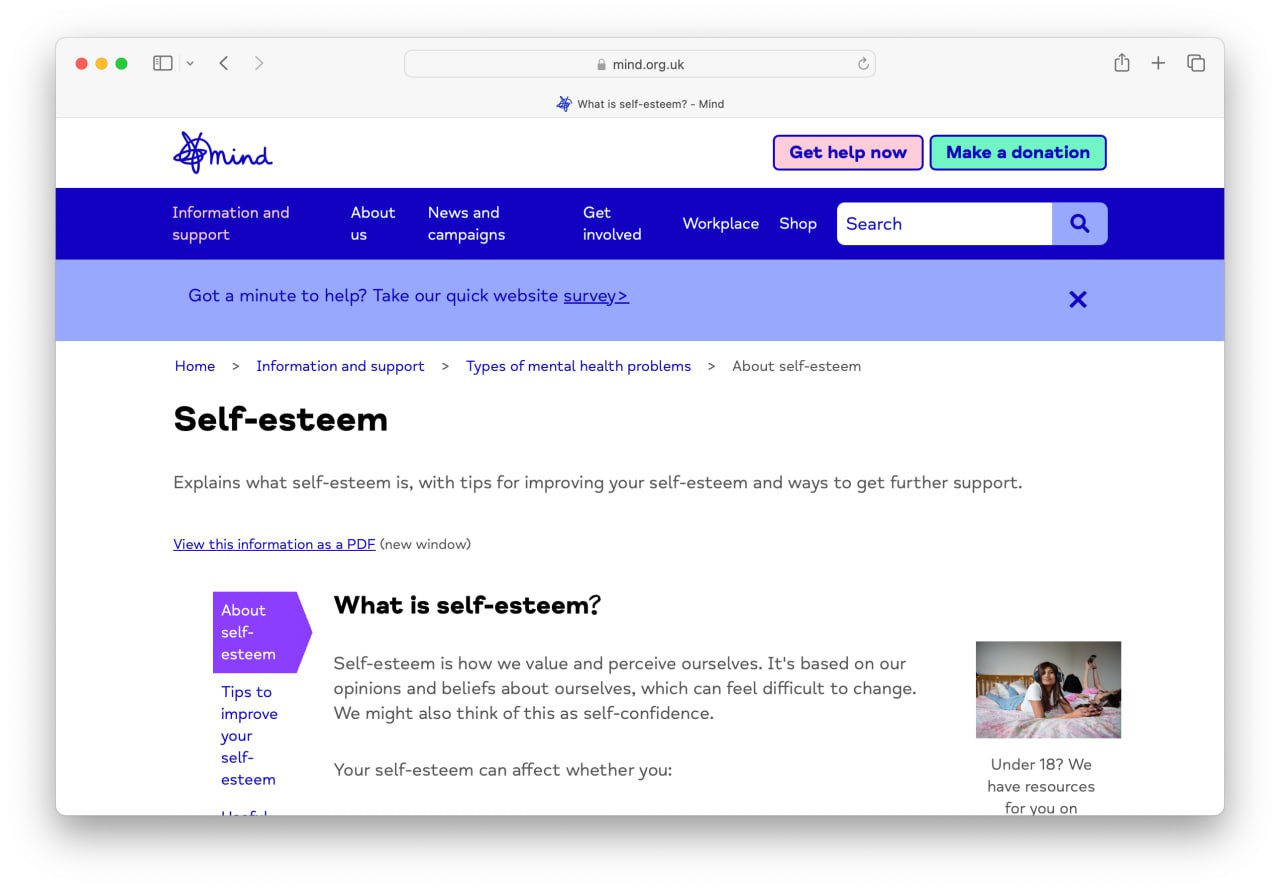 mind.org.uk
What is self-esteem? – Mind
mind
Get help now
Make a donation
Information and
support
About
us
News and
campaigns
Get
involved
Workplace
Shop
Search
Got a minute to help? Take our quick website survey>
Home > Information and support > Types of mental health problems > About self-esteem
Self-esteem
Explains what self-esteem is, with tips for improving your self-esteem and ways to get further support.
View this information as a PDF (new window)
About
self-
esteem
Tips to
improve
your
self-
esteem
Useful
What is self-esteem?
Self-esteem is how we value and perceive ourselves. It's based on our
opinions and beliefs about ourselves, which can feel difficult to change.
We might also think of this as self-confidence.
Your self-esteem can affect whether you:
Under 18? We
have resources
for you on